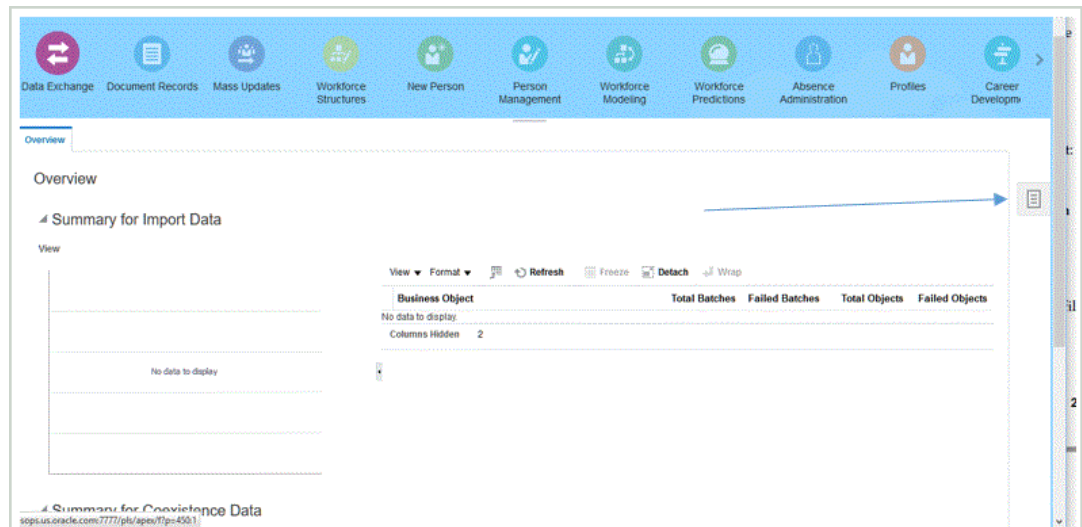 Data Exchange Document Records Mass Updates Workforce Structures New Person Person Management Workforce Modeling Workforce Predictions Absence Administration Profiles Career Developme
Overview
Overview
Summary for Import Data
View
View Format Refresh Freeze Detach Wrap
Business Object Total Batches Failed Batches Total Objects Failed Objects
No data to display.
Columns Hidden 2
No data to display
Summary for Coexistence Data
sops.us.oracle.com:7777/pls/apex/f?p=450:1
e
t:
fil
2